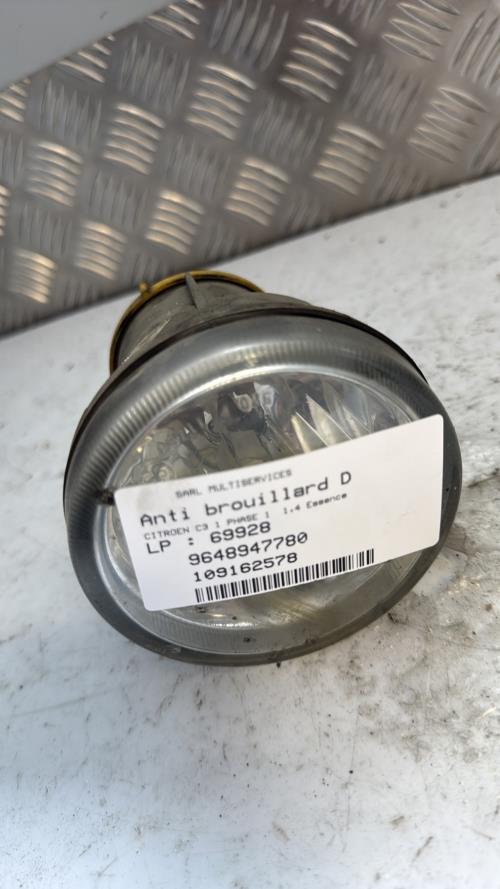 SARL MULTISERVICES
Anti brouillard D
CITROEN C3 1 PHASE 1 1.4 Essence
LP : 69928
9648947780
109162578